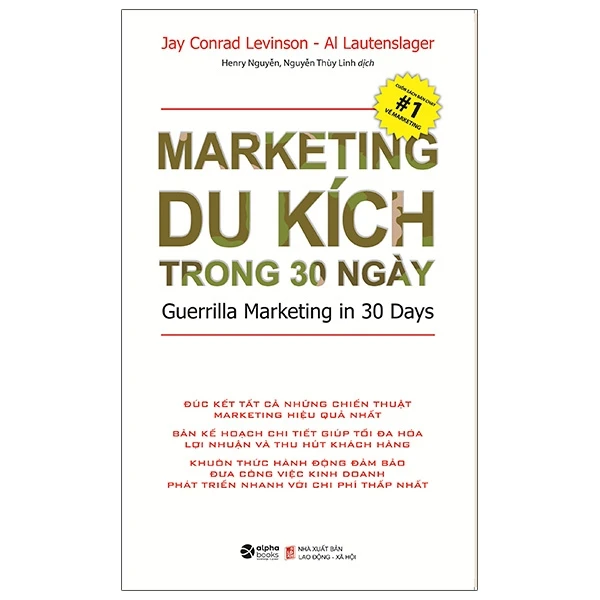 Jay Conrad Levinson - Al Lautenslager
Henry Nguyễn, Nguyễn Thùy Linh dịch
CUỐN SÁCH BÁN CHẠY
#1
VỀ MARKETING
MARKETING
DU KÍCH
TRONG 30 NGÀY
Guerrilla Marketing in 30 Days
ĐÚC KẾT TẤT CẢ NHỮNG CHIẾN THUẬT
MARKETING HIỆU QUẢ NHẤT
BẢN KẾ HOẠCH CHI TIẾT GIÚP TỐI ĐA HÓA
LỢI NHUẬN VÀ THU HÚT KHÁCH HÀNG
KHUÔN THỨC HÀNH ĐỘNG ĐẢM BẢO
ĐƯA CÔNG VIỆC KINH DOANH
PHÁT TRIỂN NHANH VỚI CHI PHÍ THẤP NHẤT
alpha
books
NHÀ XUẤT BẢN
LAO ĐỘNG - XÃ HỘI